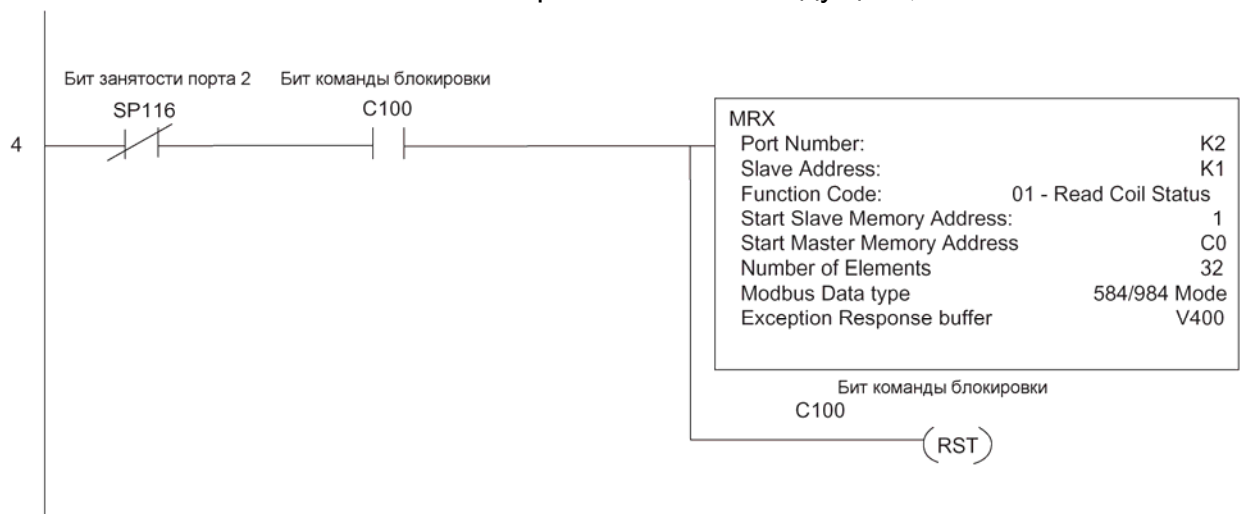 Бит занятости порта 2 Бит команды блокировки
SP116 C100
4
MRX
Port Number: K2
Slave Address: K1
Function Code: 01 - Read Coil Status
Start Slave Memory Address: 1
Start Master Memory Address C0
Number of Elements 32
Modbus Data type 584/984 Mode
Exception Response buffer V400
Бит команды блокировки
C100
RST